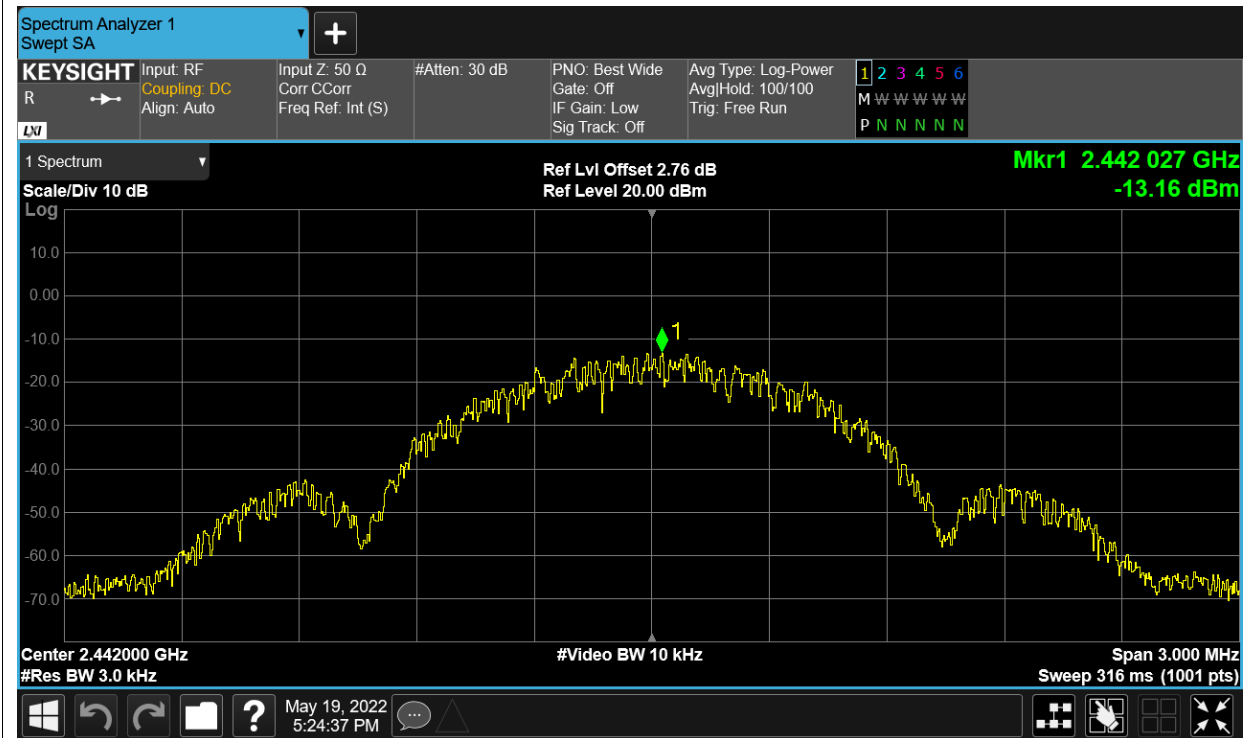 Spectrum Analyzer 1
Swept SA
+
KEYSIGHT
R
LXI
Input: RF
Coupling: DC
Align: Auto
Input Z: 50 Ω
Corr CCorr
Freq Ref: Int (S)
#Atten: 30 dB
PNO: Best Wide
Gate: Off
IF Gain: Low
Sig Track: Off
Avg Type: Log-Power
Avg|Hold: 100/100
Trig: Free Run
1 2 3 4 5 6
M W W W W W
P N N N N N
1 Spectrum
Scale/Div 10 dB
Log
Ref Lvl Offset 2.76 dB
Ref Level 20.00 dBm
Mkr1 2.442 027 GHz
-13.16 dBm
10.0
0.00
-10.0
-20.0
-30.0
-40.0
-50.0
-60.0
-70.0
1
Center 2.442000 GHz
#Res BW 3.0 kHz
#Video BW 10 kHz
Span 3.000 MHz
Sweep 316 ms (1001 pts)
?
May 19, 2022
5:24:37 PM